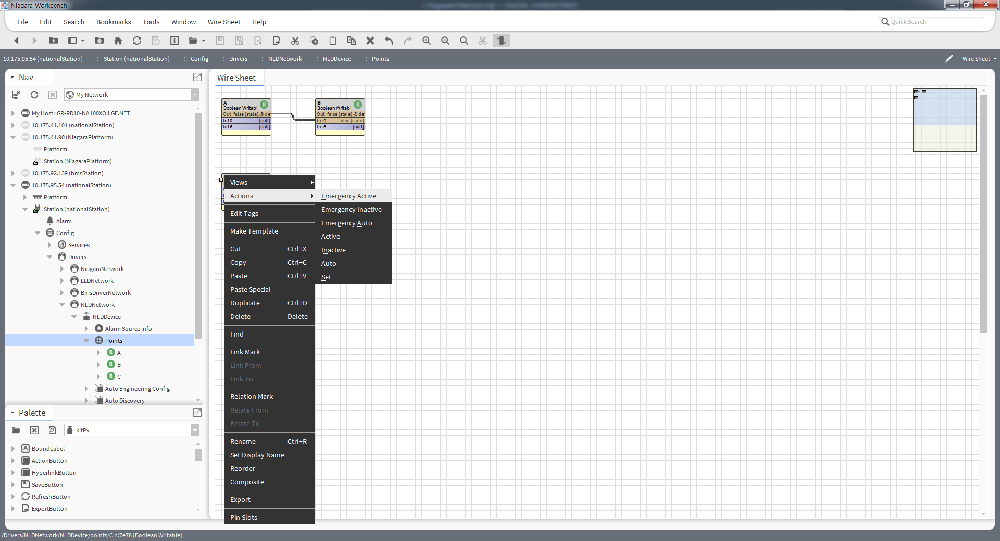 Niagara Workbench
File Edit Search Bookmarks Tools Window Wire Sheet Help
Quick Search
10.175.95.54 (nationalStation) : Station (nationalStation) : Config : Drivers : NLDNetwork : NLDDevice : Points
Wire Sheet
Nav
My Network
My Host : GR-RD10-NA100XO.LGE.NET
10.175.41.101 (nationalStation)
10.175.41.90 (NiagaraPlatform)
Platform
Station (NiagaraPlatform)
10.175.92.139 (bmsStation)
10.175.95.54 (nationalStation)
Platform
Station (nationalStation)
Alarm
Config
Services
Drivers
NiagaraNetwork
LLDNetwork
BmsDriverNetwork
NLDNetwork
NLDDevice
Alarm Source Info
Points
B A
B B
B C
Auto Engineering Config
Auto Discovery
Palette
kitPx
BoundLabel
ActionButton
HyperlinkButton
SaveButton
RefreshButton
ExportButton
Wire Sheet
A
B
Boolean Writab
Out false {stale} @ de
In10 - {null}
In16 - {null}
B
B
Boolean Writab
Out false {stale} @ de
In10 false {stale}
In16 - {null}
Views
Actions
Edit Tags
Make Template
Cut Ctrl+X
Copy Ctrl+C
Paste Ctrl+V
Paste Special
Duplicate Ctrl+D
Delete Delete
Find
Link Mark
Link From
Link To
Relation Mark
Relate From
Relate To
Rename Ctrl+R
Set Display Name
Reorder
Composite
Export
Pin Slots
Emergency Active
Emergency Inactive
Emergency Auto
Active
Inactive
Auto
Set
/Drivers/NLDNetwork/NLDDevice/points/C h:7e78 [Boolean Writable]